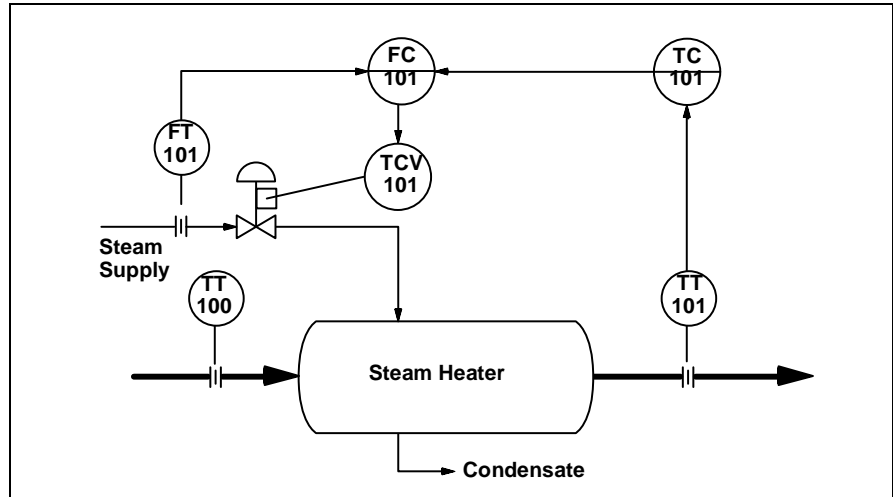 FC
101
TC
101
FT
101
TCV
101
Steam
Supply
TT
100
TT
101
Steam Heater
Condensate